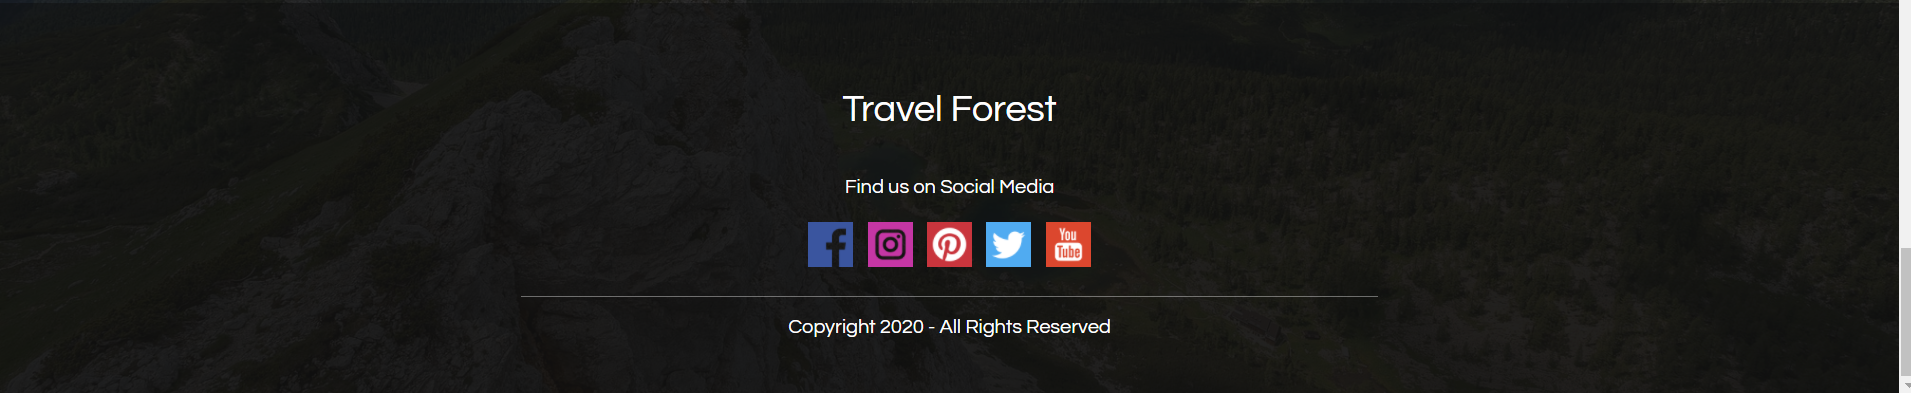 Travel Forest
Find us on Social Media
You
Tube
Copyright 2020 - All Rights Reserved